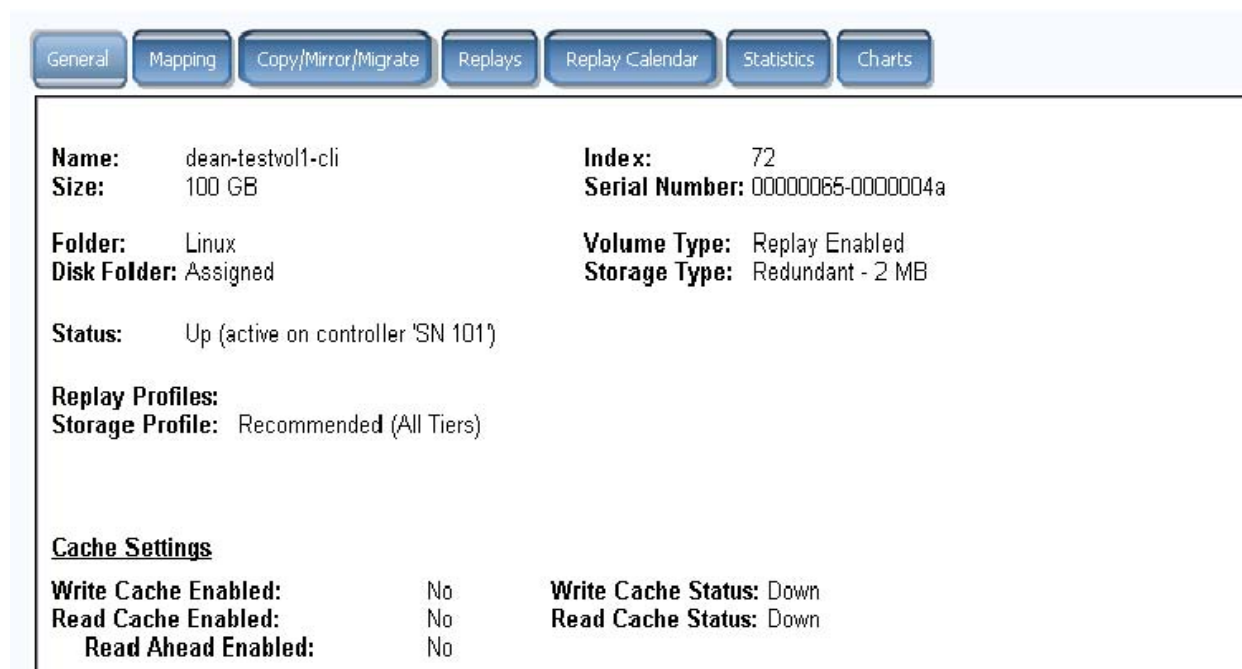 General Mapping Copy/Mirror/Migrate Replays Replay Calendar Statistics Charts
Name: dean-testvol1-cli Index: 72
Size: 100 GB Serial Number: 00000065-0000004a
Folder: Linux Volume Type: Replay Enabled
Disk Folder: Assigned Storage Type: Redundant - 2 MB
Status: Up (active on controller 'SN 101')
Replay Profiles:
Storage Profile: Recommended (All Tiers)
Cache Settings
Write Cache Enabled: No Write Cache Status: Down
Read Cache Enabled: No Read Cache Status: Down
Read Ahead Enabled: No